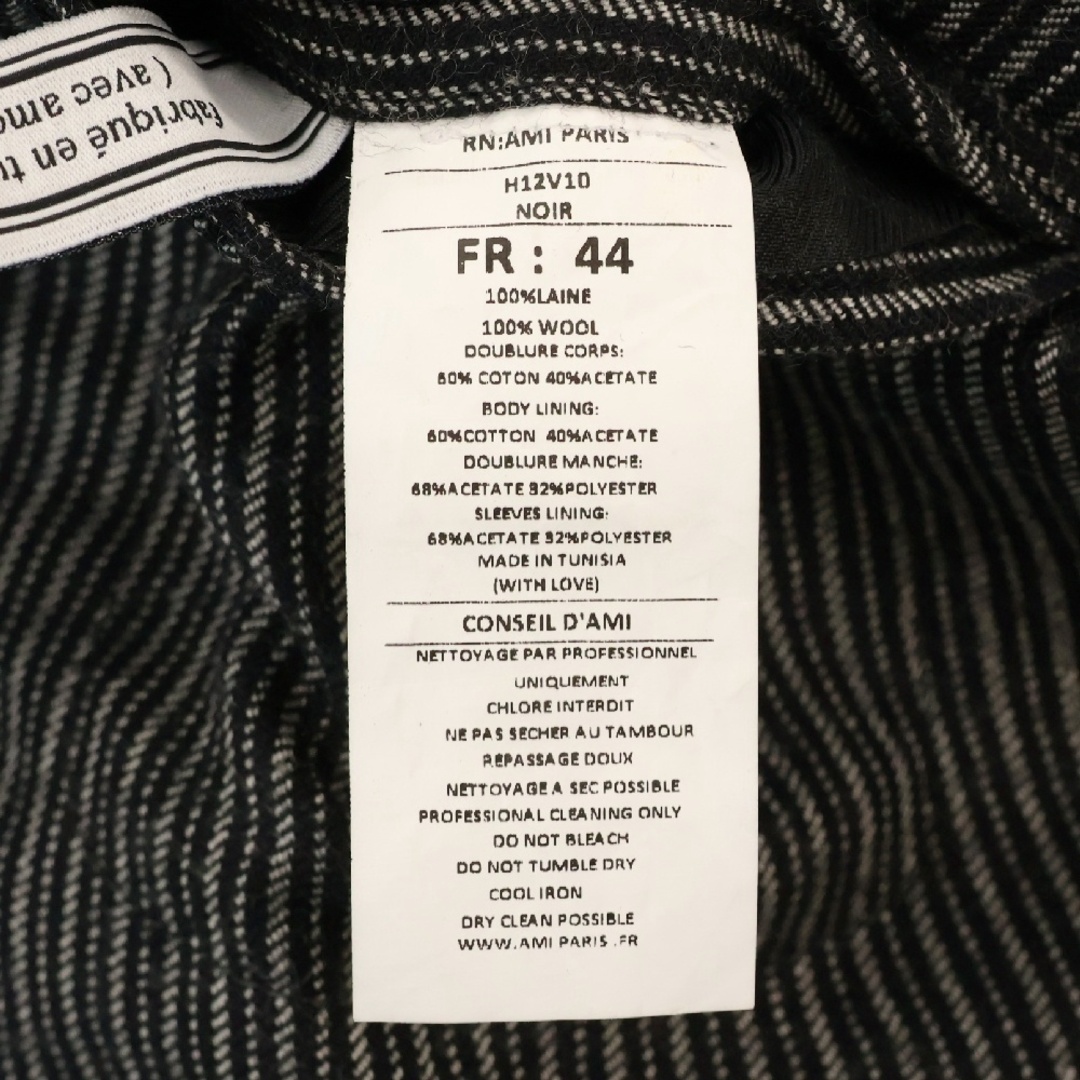 fabriqué en
( avec
RN:AMI PARIS
H12V10
NOIR
FR : 44
100%LAINE
100% WOOL
DOUBLURE CORPS:
60% COTON 40%ACETATE
BODY LINING:
60%COTTON 40%ACETATE
DOUBLURE MANCHE:
68%ACETATE 32%POLYESTER
SLEEVES LINING:
68%ACETATE 32%POLYESTER
MADE IN TUNISIA
(WITH LOVE)
CONSEIL D'AMI
NETTOYAGE PAR PROFESSIONNEL
UNIQUEMENT
CHLORE INTERDIT
NE PAS SECHER AU TAMBOUR
REPASSAGE DOUX
NETTOYAGE A SEC POSSIBLE
PROFESSIONAL CLEANING ONLY
DO NOT BLEACH
DO NOT TUMBLE DRY
COOL IRON
DRY CLEAN POSSIBLE
WWW.AMI PARIS .FR